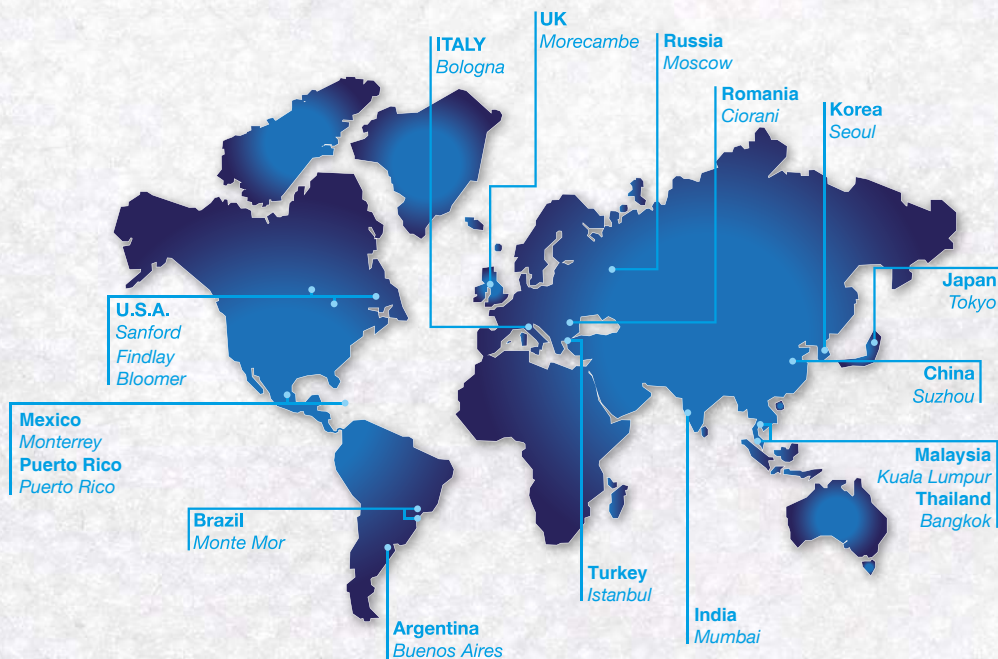 UK
Morecambe
ITALY
Bologna
Russia
Moscow
Romania
Ciorani
Korea
Seoul
Japan
Tokyo
U.S.A.
Sanford
Findlay
Bloomer
China
Suzhou
Mexico
Monterrey
Puerto Rico
Puerto Rico
Malaysia
Kuala Lumpur
Thailand
Bangkok
Brazil
Monte Mor
Turkey
Istanbul
India
Mumbai
Argentina
Buenos Aires